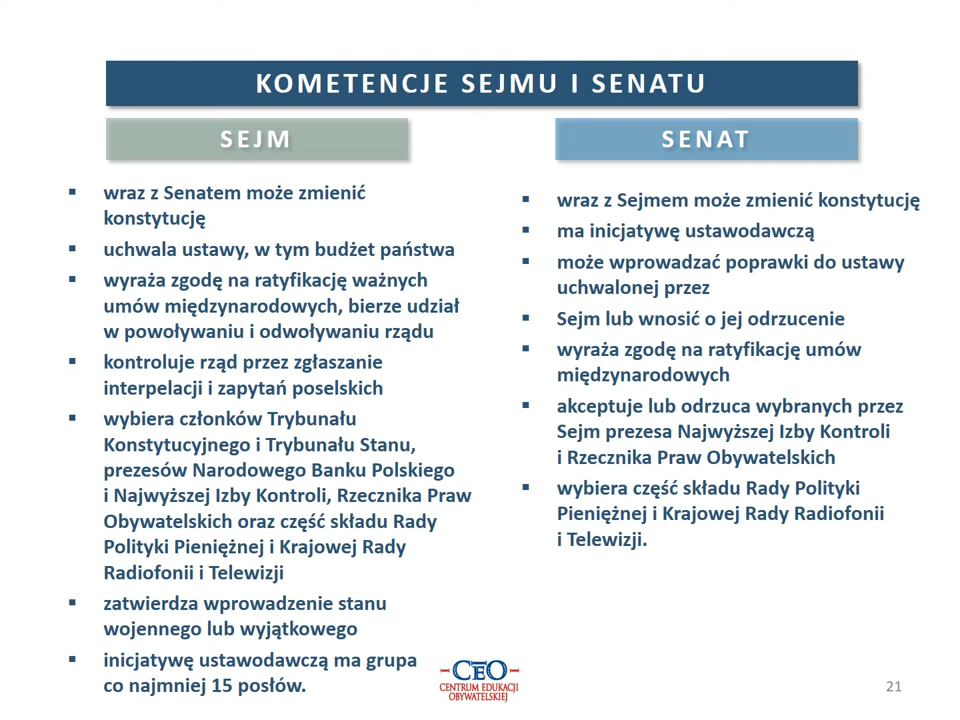 KOMETENCJE SEJMU I SENATU
SEJM
▪ wraz z Senatem może zmienić
konstytucję
▪ uchwala ustawy, w tym budżet państwa
▪ wyraża zgodę na ratyfikację ważnych
umów międzynarodowych, bierze udział
w powoływaniu i odwoływaniu rządu
▪ kontroluje rząd przez zgłaszanie
interpelacji i zapytań poselskich
▪ wybiera członków Trybunału
Konstytucyjnego i Trybunału Stanu,
prezesów Narodowego Banku Polskiego
i Najwyższej Izby Kontroli, Rzecznika Praw
Obywatelskich oraz część składu Rady
Polityki Pieniężnej i Krajowej Rady
Radiofonii i Telewizji
▪ zatwierdza wprowadzenie stanu
wojennego lub wyjątkowego
▪ inicjatywę ustawodawczą ma grupa
co najmniej 15 posłów.
SENAT
▪ wraz z Sejmem może zmienić konstytucję
▪ ma inicjatywę ustawodawczą
▪ może wprowadzać poprawki do ustawy
uchwalonej przez
▪ Sejm lub wnosić o jej odrzucenie
▪ wyraża zgodę na ratyfikację umów
międzynarodowych
▪ akceptuje lub odrzuca wybranych przez
Sejm prezesa Najwyższej Izby Kontroli
i Rzecznika Praw Obywatelskich
▪ wybiera część składu Rady Polityki
Pieniężnej i Krajowej Rady Radiofonii
i Telewizji.
CEO
CENTRUM EDUKACJI
OBYWATELSKIEJ
21